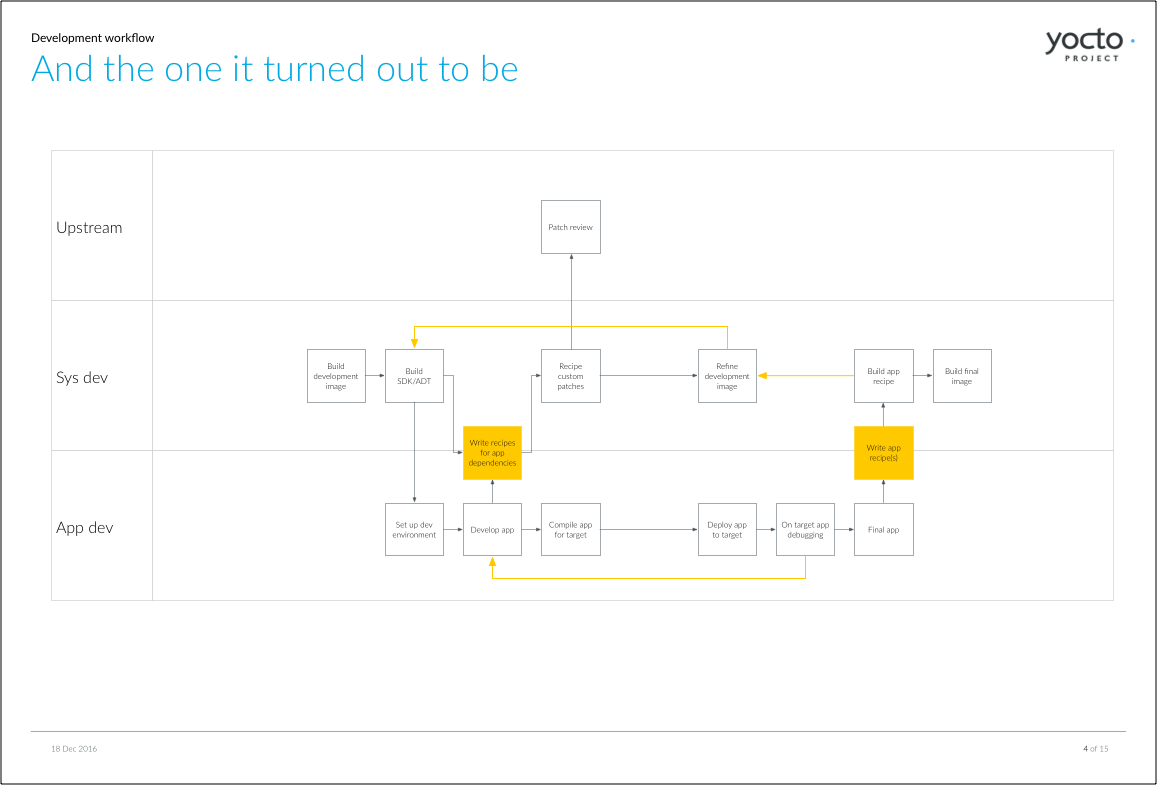 Development workflow
And the one it turned out to be
yocto
PROJECT
Upstream
Patch review
Sys dev
Build
development
image
Build
SDK/ADT
Recipe
custom
patches
Refine
development
image
Build app
recipe
Build final
image
Write recipes
for app
dependencies
Write app
recipe(s)
App dev
Set up dev
environment
Develop app
Compile app
for target
Deploy app
to target
On target app
debugging
Final app
18 Dec 2016
4 of 15